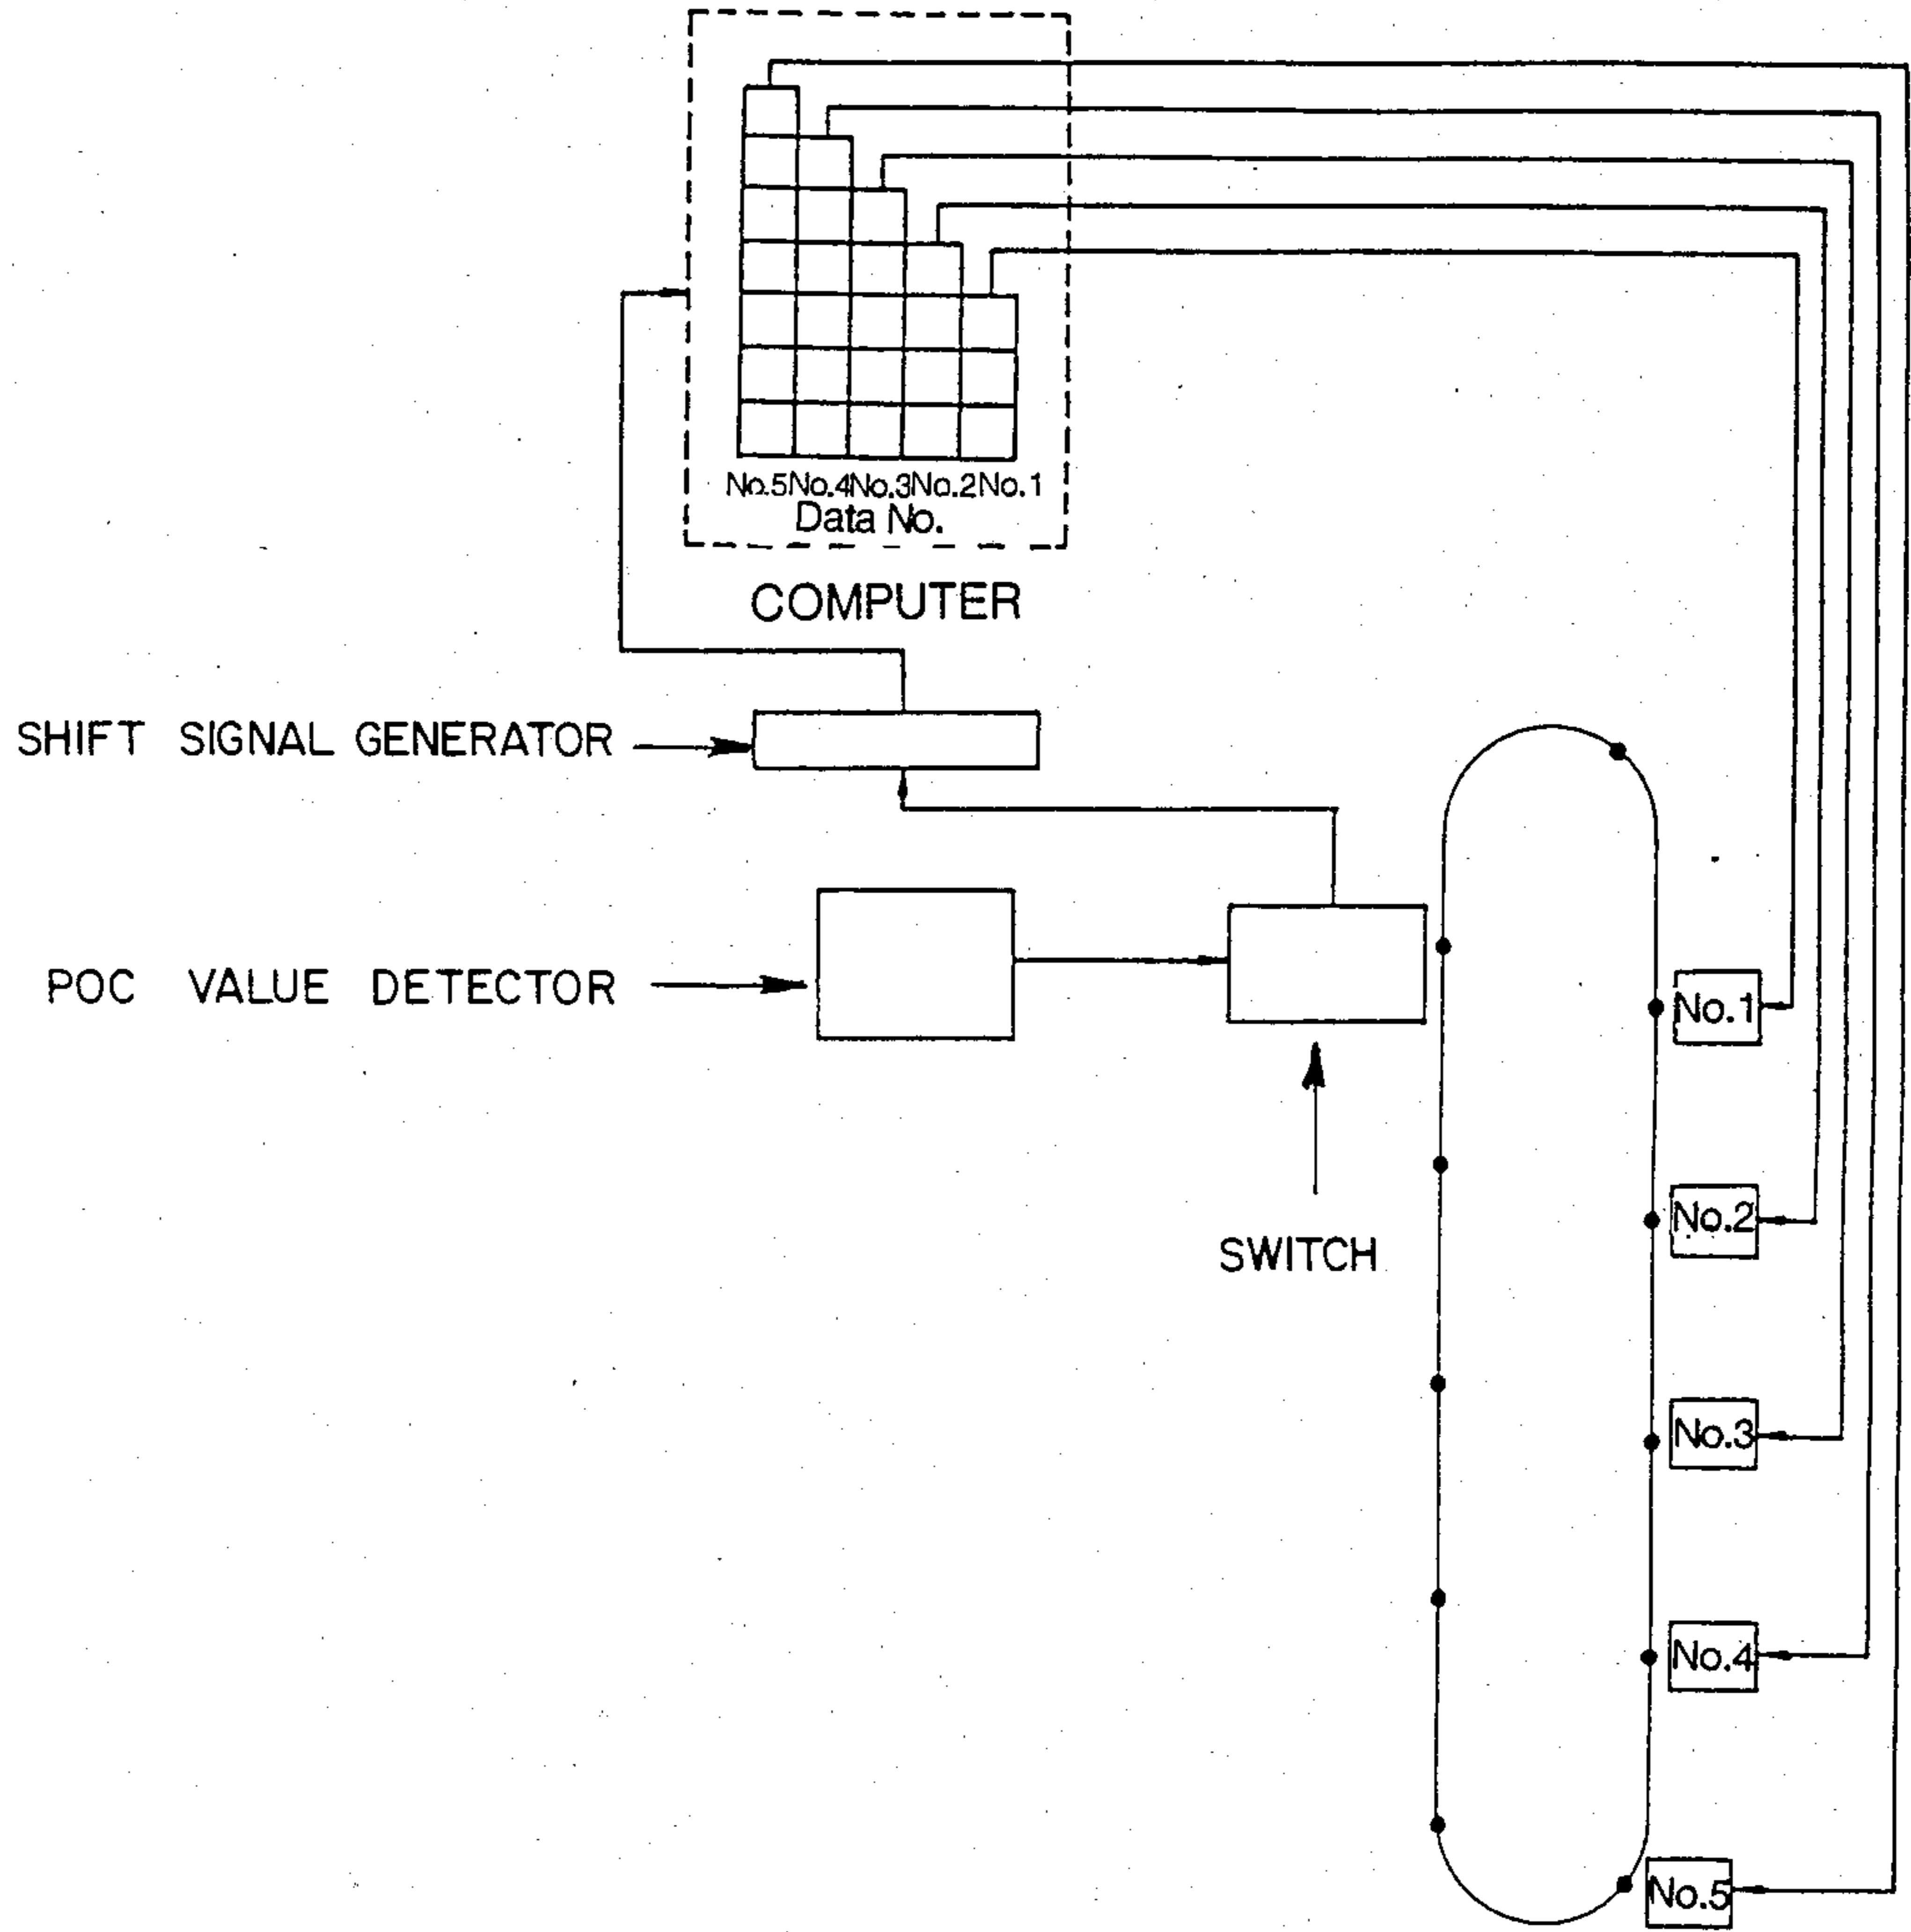 No.5No.4No.3No.2No.1
Data No.
COMPUTER
SHIFT SIGNAL GENERATOR
POC VALUE DETECTOR
No.1
No.2
SWITCH
No.3
No.4
No.5